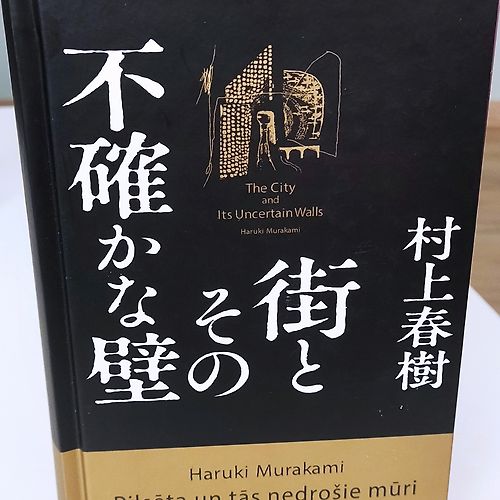 The City
and
Its Uncertain Walls
Haruki Murakami
村上春樹
街と
その
不確かな壁
Haruki Murakami
Pilsēta un tās nedrošie mūri